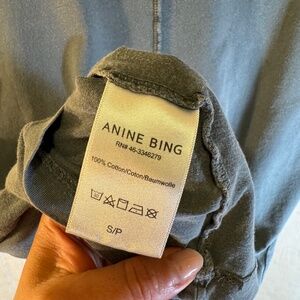 ANINE BING
RN# 46-3346279
100% Cotton/Coton/Baumwolle
S/P